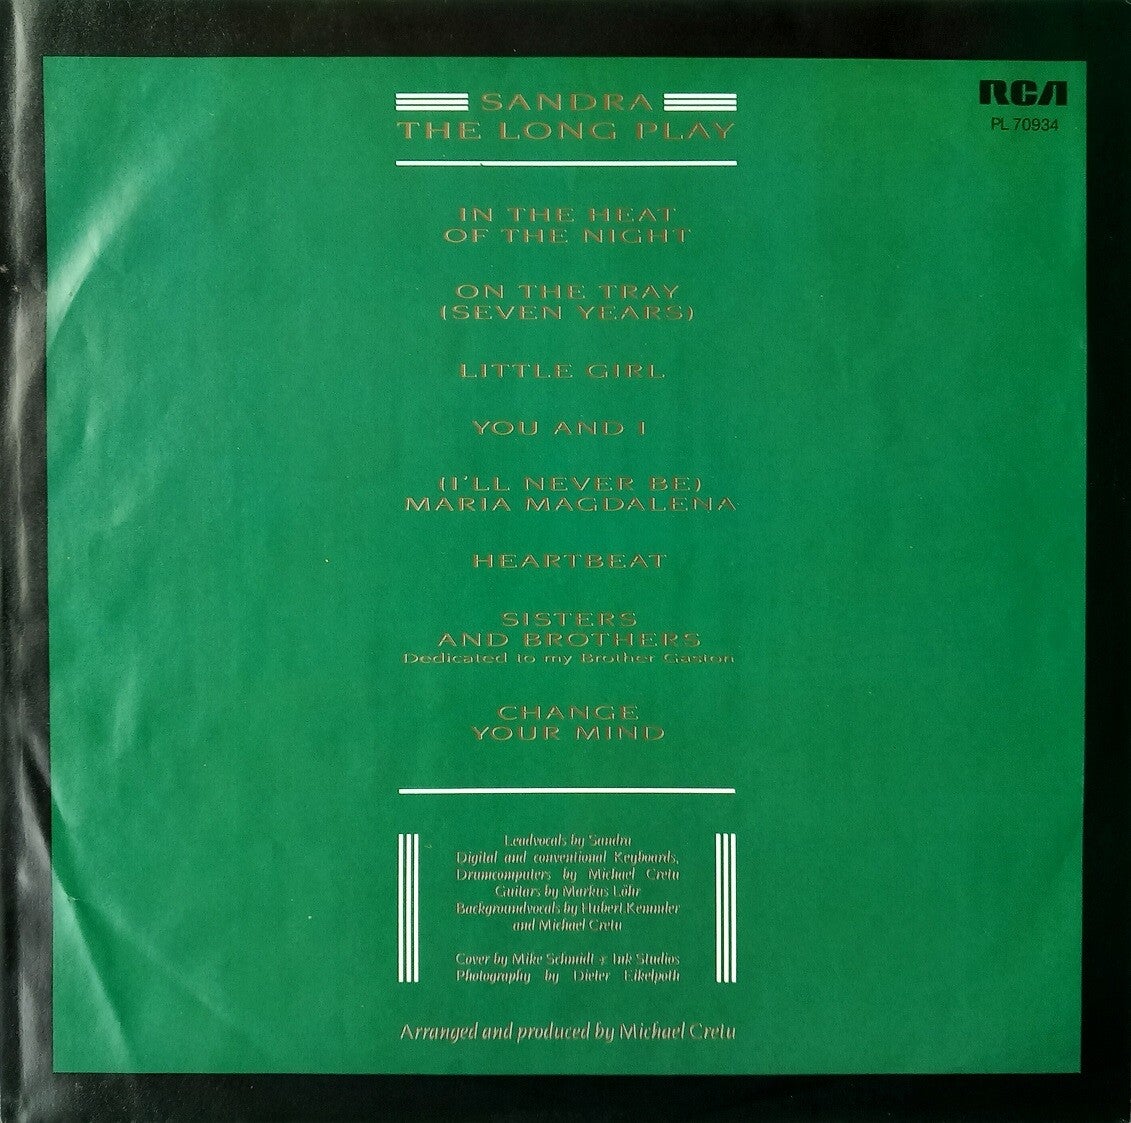 SANDRA
THE LONG PLAY
RCA
PL 70934
IN THE HEAT
OF THE NIGHT
ON THE TRAY
(SEVEN YEARS)
LITTLE GIRL
YOU AND I
(I'LL NEVER BE)
MARIA MAGDALENA
HEARTBEAT
SISTERS
AND BROTHERS
Dedicated to my Brother Gaston
CHANGE
YOUR MIND
Leadvocals by Sandra
Digital and conventional Keyboards,
Drumcomputers by Michael Cretu
Guitars by Markus Löhr
Backgroundvocals by Hubert Kemmler
and Michael Cretu
Cover by Mike Schmidt + Ink Studios
Photography by Dieter Eikelpoth
Arranged and produced by Michael Cretu